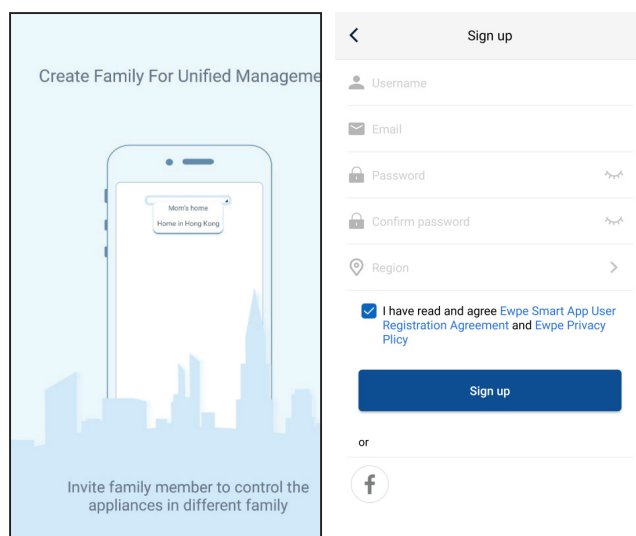 Create Family For Unified Manageme
Mom's home
Home in Hong Kong
Invite family member to control the
appliances in different family
Sign up
Username
Email
Password
Confirm password
Region
I have read and agree Ewpe Smart App User
Registration Agreement and Ewpe Privacy
Plicy
Sign up
or
f